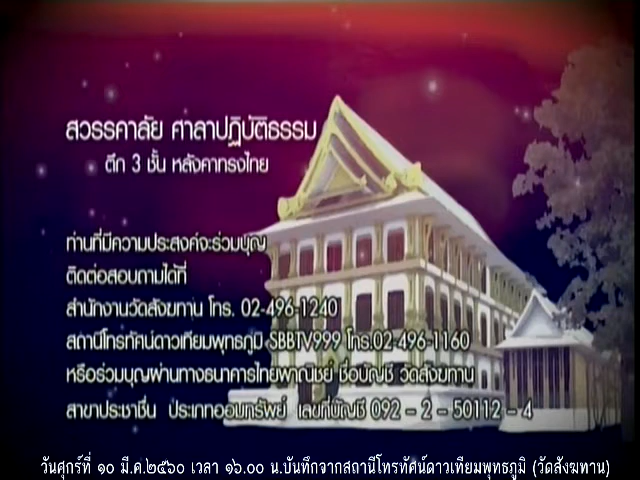 สวรรคาลัย ศาลาปฏิบัติธรรม
ตึก 3 ชั้น หลังคาทรงไทย
ท่านที่มีความประสงค์จะร่วมบุญ
ติดต่อสอบถามได้ที่
สำนักงานวัดสังฆทาน โทร. 02-496-1240
สถานีโทรทัศน์ดาวเทียมพุทธภูมิ SBBTV999 โทร.02-496-1160
หรือร่วมบุญผ่านทางธนาคารไทยพาณิชย์ ชื่อบัญชี วัดสังฆทาน
สาขาประชาชื่น ประเภทออมทรัพย์ เลขที่บัญชี 092 - 2 - 50112 - 4
วันศุกร์ที่ ๑๐ มี.ค.๒๕๖๐ เวลา ๑๖.๐๐ น.บันทึกจากสถานีโทรทัศน์ดาวเทียมพุทธภูมิ (วัดสังฆทาน)